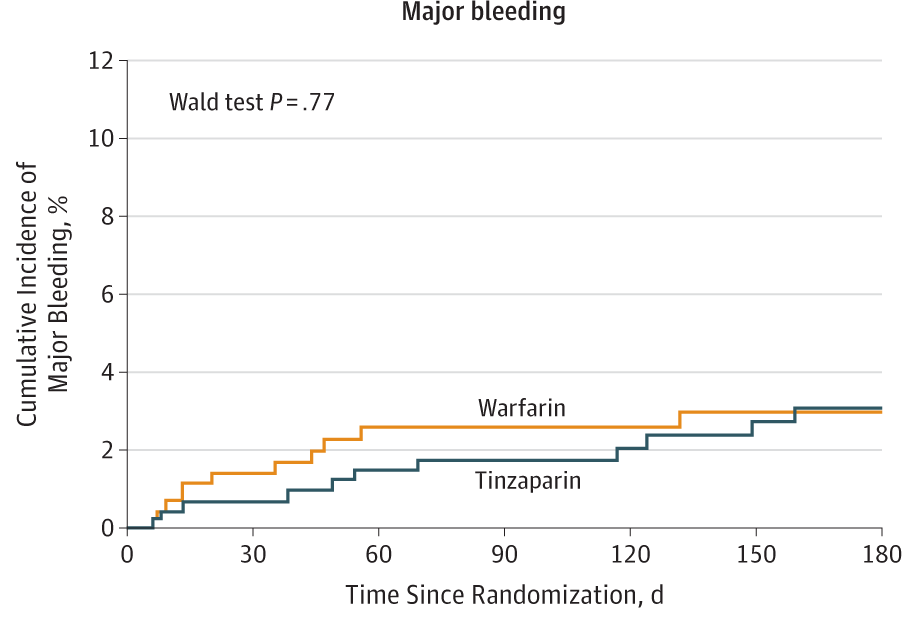 Major bleeding
12
Wald test P = .77
10
8
6
4
2
0
Cumulative Incidence of
Major Bleeding, %
Warfarin
Tinzaparin
0 30 60 90 120 150 180
Time Since Randomization, d